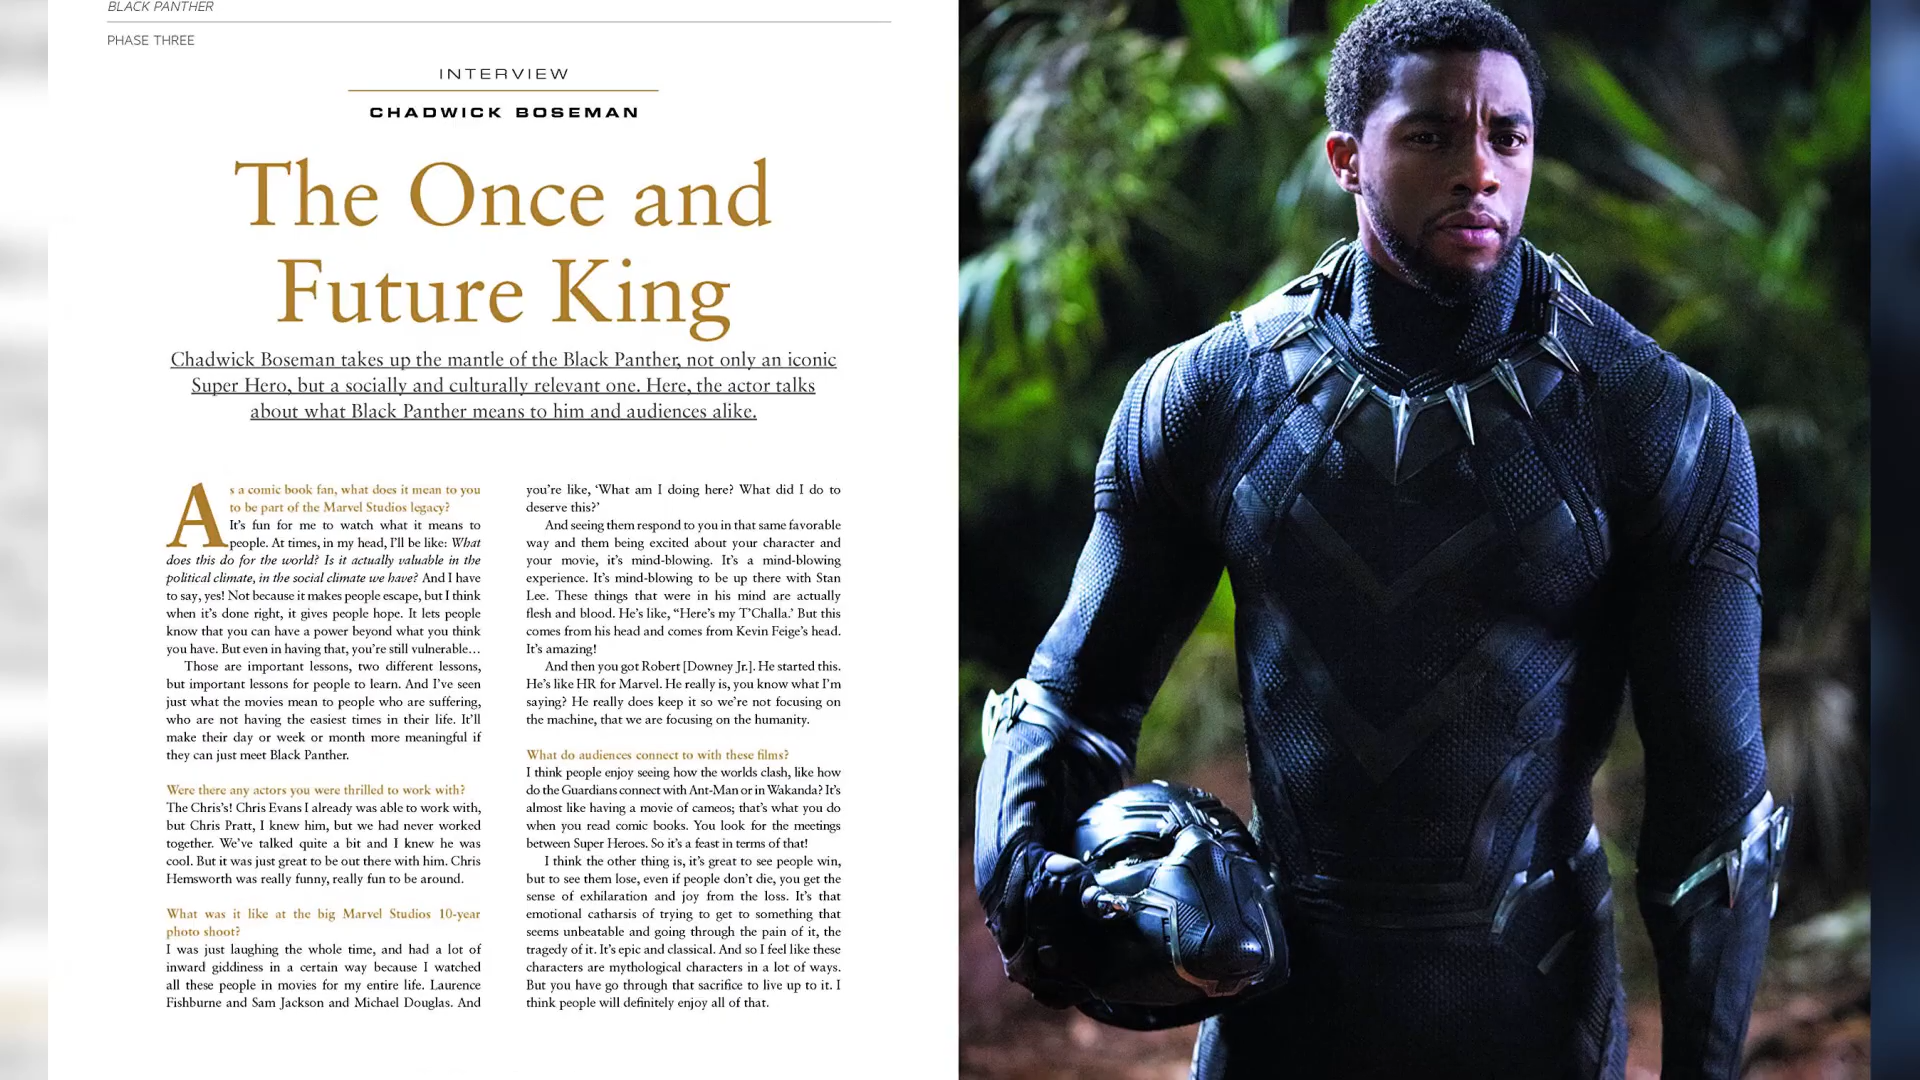 BLACK PANTHER
PHASE THREE
INTERVIEW
CHADWICK BOSEMAN
The Once and
Future King
Chadwick Boseman takes up the mantle of the Black Panther, not only an iconic
Super Hero, but a socially and culturally relevant one. Here, the actor talks
about what Black Panther means to him and audiences alike.
As a comic book fan, what does it mean to you
to be part of the Marvel Studios legacy?
It's fun for me to watch what it means to
people. At times, in my head, I'll be like: What
does this do for the world? Is it actually valuable in the
political climate, in the social climate we have? And I have
to say, yes! Not because it makes people escape, but I think
when it's done right, it gives people hope. It lets people
know that you can have a power beyond what you think
you have. But even in having that, you're still vulnerable…
Those are important lessons, two different lessons,
but important lessons for people to learn. And I've seen
just what the movies mean to people who are suffering,
who are not having the easiest times in their life. It'll
make their day or week or month more meaningful if
they can just meet Black Panther.
Were there any actors you were thrilled to work with?
The Chris's! Chris Evans I already was able to work with,
but Chris Pratt, I knew him, but we had never worked
together. We've talked quite a bit and I knew he was
cool. But it was just great to be out there with him. Chris
Hemsworth was really funny, really fun to be around.
What was it like at the big Marvel Studios 10-year
photo shoot?
I was just laughing the whole time, and had a lot of
inward giddiness in a certain way because I watched
all these people in movies for my entire life. Laurence
Fishburne and Sam Jackson and Michael Douglas. And
you're like, 'What am I doing here? What did I do to
deserve this?'
And seeing them respond to you in that same favorable
way and them being excited about your character and
your movie, it's mind-blowing. It's a mind-blowing
experience. It's mind-blowing to be up there with Stan
Lee. These things that were in his mind are actually
flesh and blood. He's like, "Here's my T'Challa.' But this
comes from his head and comes from Kevin Feige's head.
It's amazing!
And then you got Robert [Downey Jr.]. He started this.
He's like HR for Marvel. He really is, you know what I'm
saying? He really does keep it so we're not focusing on
the machine, that we are focusing on the humanity.
What do audiences connect to with these films?
I think people enjoy seeing how the worlds clash, like how
do the Guardians connect with Ant-Man or in Wakanda? It's
almost like having a movie of cameos; that's what you do
when you read comic books. You look for the meetings
between Super Heroes. So it's a feast in terms of that!
I think the other thing is, it's great to see people win,
but to see them lose, even if people don't die, you get the
sense of exhilaration and joy from the loss. It's that
emotional catharsis of trying to get to something that
seems unbeatable and going through the pain of it, the
tragedy of it. It's epic and classical. And so I feel like these
characters are mythological characters in a lot of ways.
But you have go through that sacrifice to live up to it. I
think people will definitely enjoy all of that.